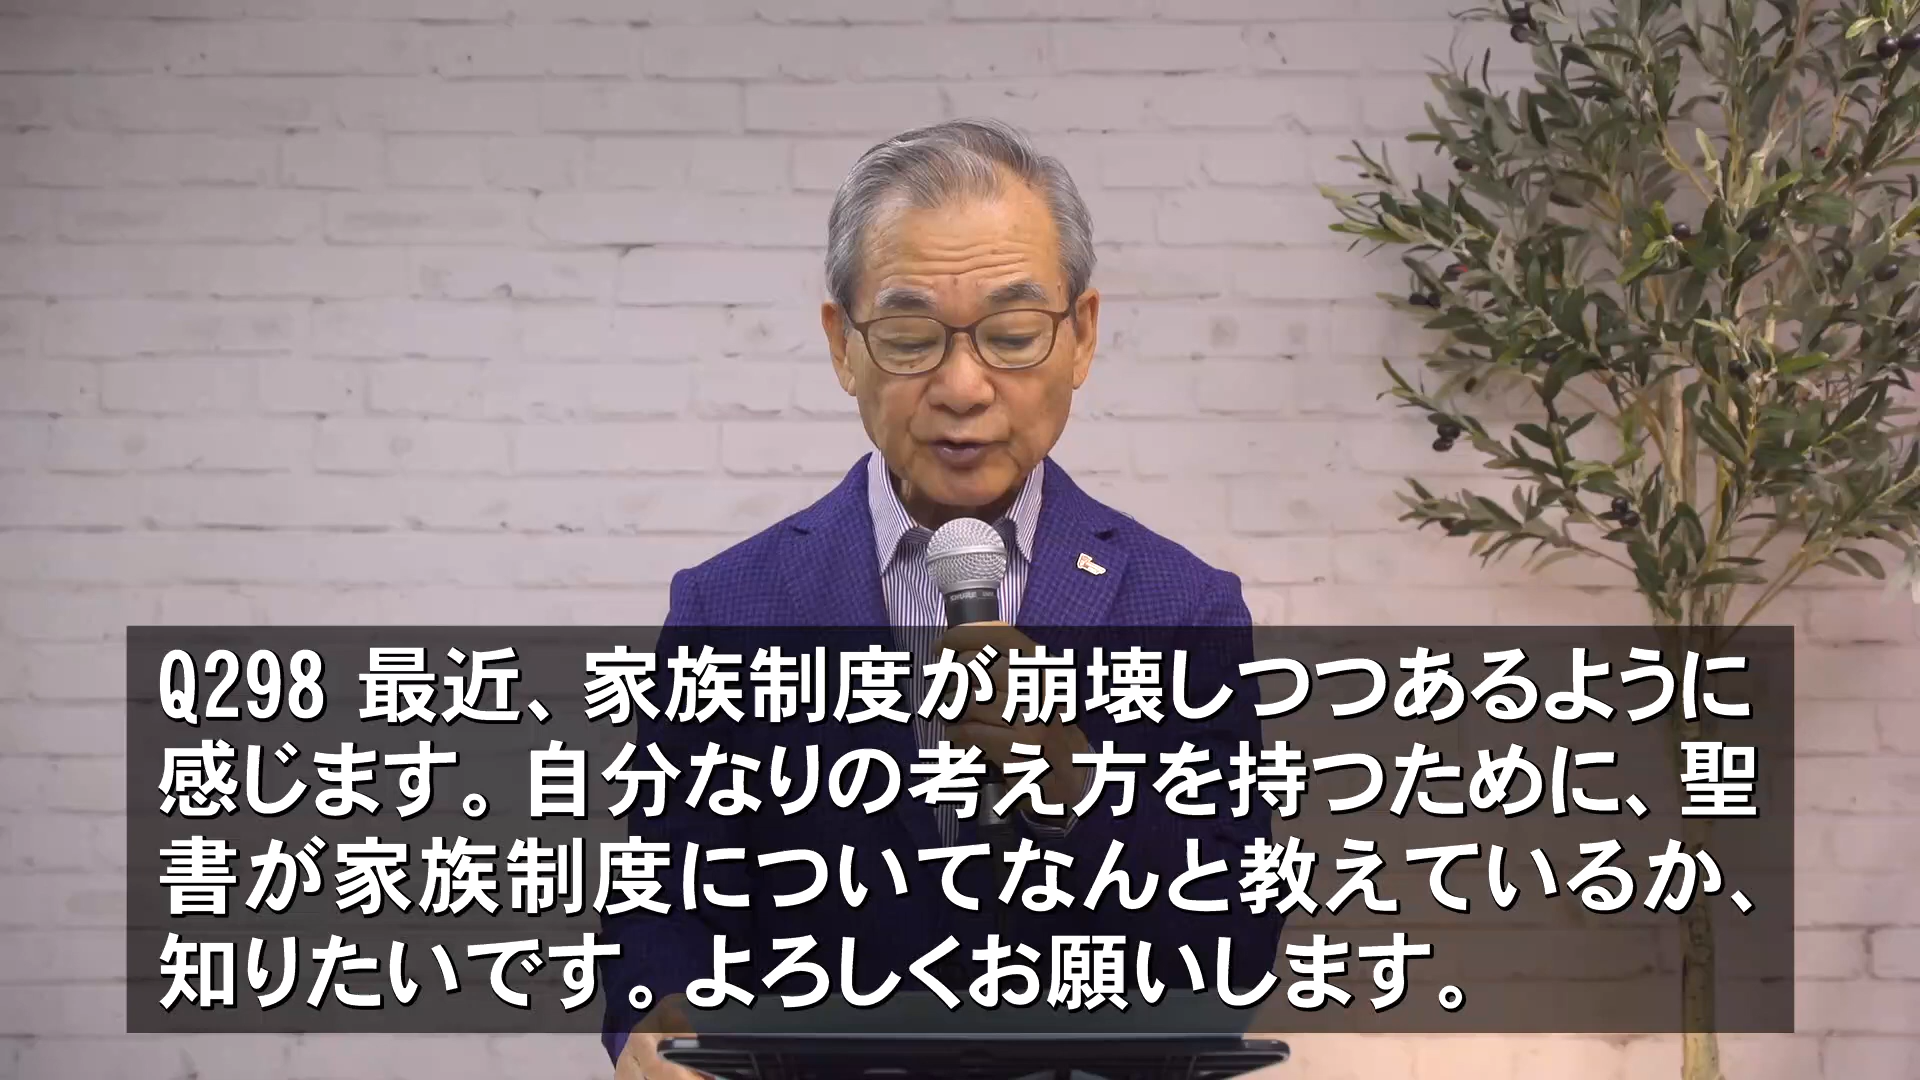 Q298 最近、家族制度が崩壊しつつあるように
感じます。自分なりの考え方を持つために、聖
書が家族制度についてなんと教えているか、
知りたいです。よろしくお願いします。
SHURE